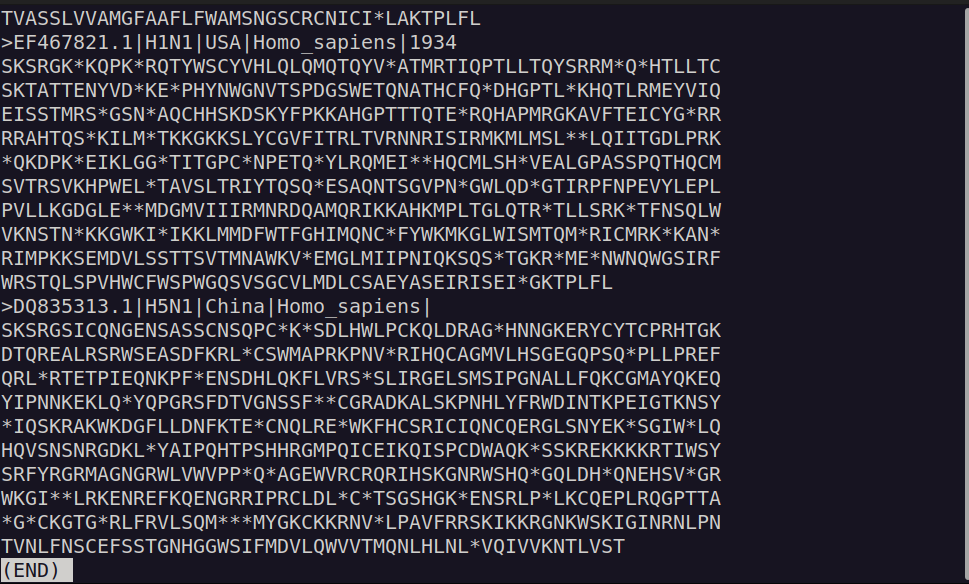 TVASSLVVAMGFAAFLFWAMSNGSCRCNICI*LAKTPLFL
>EF467821.1|H1N1|USA|Homo_sapiens|1934
SKSRGK*KQPK*RQTYWSCYVHLQLQMQTQYV*ATMRTIQPTLLTQYSRRM*Q*HTLLTC
SKTATTENYVD*KE*PHYNWGNVTSPDGSWETQNATHCFQ*DHGPTL*KHQTLRMEYVIQ
EISSTMRS*GSN*AQCHHSKDSKYFPKKAHGPTTTQTE*RQHAPMRGKAVFTEICYG*RR
RRAHTQS*KILM*TKKGKKSLYCGVFITRLTVRNNRISIRMKMLMSL**LQIITGDLPRK
*QKDPK*EIKLGG*TITGPC*NPETQ*YLRQMEI**HQCMLSH*VEALGPASSPQTHQCM
SVTRSVKHPWEL*TAVSLTRIYTQSQ*ESAQNTSGVPN*GWLQD*GTIRPFNPEVYLEPL
PVLLKGDGLE**MDGMVIIIRMNRDQAMQRIKKAHKMPLTGLQTR*TLLSRK*TFNSQLW
VKNSTN*KKGWKI*IKKLMMDFWTFGHIMQNC*FYWKMKGLWISMTQM*RICMRK*KAN*
RIMPKKSEMDVLSSTTSVTMNAWKV*EMGLMIIPNIQKSQS*TGKR*ME*NWNQWGSIRF
WRSTQLSPVHWCFWSPWGQSVSGCVLMDLCSAEYASEIRISEI*GKTPLFL
>DQ835313.1|H5N1|China|Homo_sapiens|
SKSRGSICQNGENSASSCNSQPC*K*SDLHWLPCKQLDRAG*HNNGKERYCYTCPRHTGK
DTQREALRSRWSEASDFKRL*CSWMAPRKPNV*RIHQCAGMVLHSGEGQPSQ*PLLPREF
QRL*RTETPIEQNKPF*ENSDHLQKFLVRS*SLIRGELSMSIPGNALLFQKCGMAYQKEQ
YIPNNKEKLQ*YQPGRSFDTVGNSSF**CGRADKALSKPNHLYFRWDINTKPEIGTKNSY
*IQSKRAKWKDGFLLDNFKTE*CNQLRE*WKFHCSRICIQNCQERGLSNYEK*SGIW*LQ
HQVSNSNRGDKL*YAIPQHTPSHHRGMPQICEIKQISPCDWAQK*SSKREKKKKRTIWSY
SRFYRGRMAGNGRWLVWVPP*Q*AGEWVRCRQRIHSKGNRWSHQ*GQLDH*QNEHSV*GR
WKGI**LRKENREFKQENGRRIPRCLDL*C*TSGSHGK*ENSRLP*LKCQEPLRQGPTTA
*G*CKGTG*RLFRVLSQM***MYGKCKKRNV*LPAVFRRSKIKKRGNKWSKIGINRNLPN
TVNLFNSCEFSSTGNHGGWSIFMDVLQWVVTMQNLHLNL*VQIVVKNTLVST
(END)